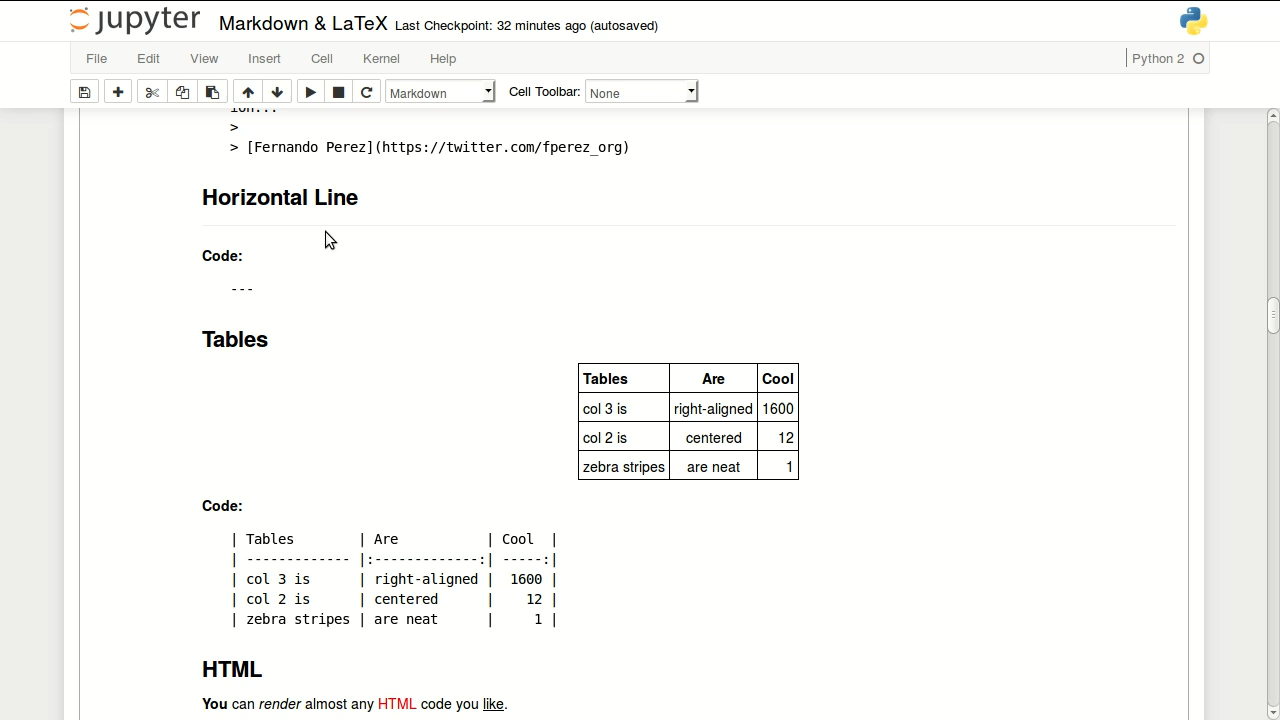 jupyter Markdown & LaTeX Last Checkpoint: 32 minutes ago (autosaved)
File Edit View Insert Cell Kernel Help Python 2
Markdown Cell Toolbar: None
ion...
>
> [Fernando Perez](https://twitter.com/fperez_org)
Horizontal Line
Code:
---
Tables
Tables Are Cool
col 3 is right-aligned 1600
col 2 is centered 12
zebra stripes are neat 1
Code:
| Tables        | Are           | Cool  |
| ------------- |:-------------:| -----:|
| col 3 is      | right-aligned |  1600 |
| col 2 is      | centered      |    12 |
| zebra stripes | are neat      |     1 |
HTML
You can render almost any HTML code you like.